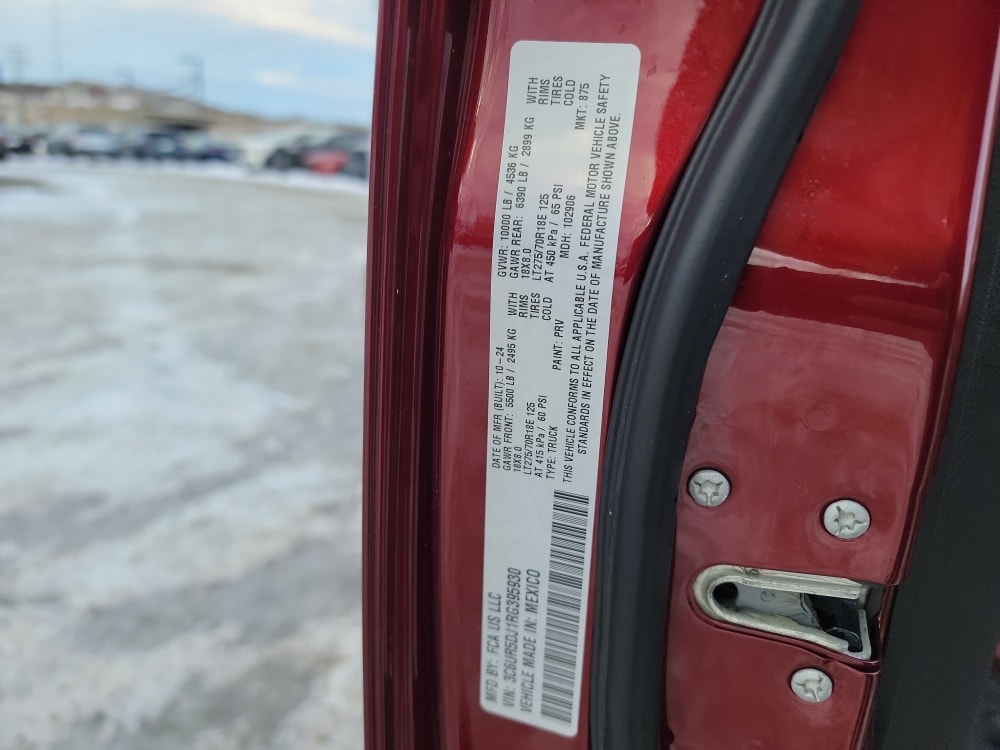 MFD BY: FCA US LLC
VIN: 3C6UR5DJ1RG395930
VEHICLE MADE IN: MEXICO
DATE OF MFR (BUILT): 10-24
GVWR: 10000 LB / 4536 KG
GAWR FRONT: 5500 LB / 2495 KG WITH
18X8.0 RIMS
LT275/70R18E 125 TIRES
AT 415 kPa / 60 PSI COLD
GAWR REAR: 6390 LB / 2899 KG WITH
18X8.0 RIMS
LT275/70R18E 125 TIRES
AT 450 kPa / 65 PSI COLD
TYPE: TRUCK PAINT: PRV MDH: 102906 MKT: 875
THIS VEHICLE CONFORMS TO ALL APPLICABLE U.S.A. FEDERAL MOTOR VEHICLE SAFETY
STANDARDS IN EFFECT ON THE DATE OF MANUFACTURE SHOWN ABOVE.